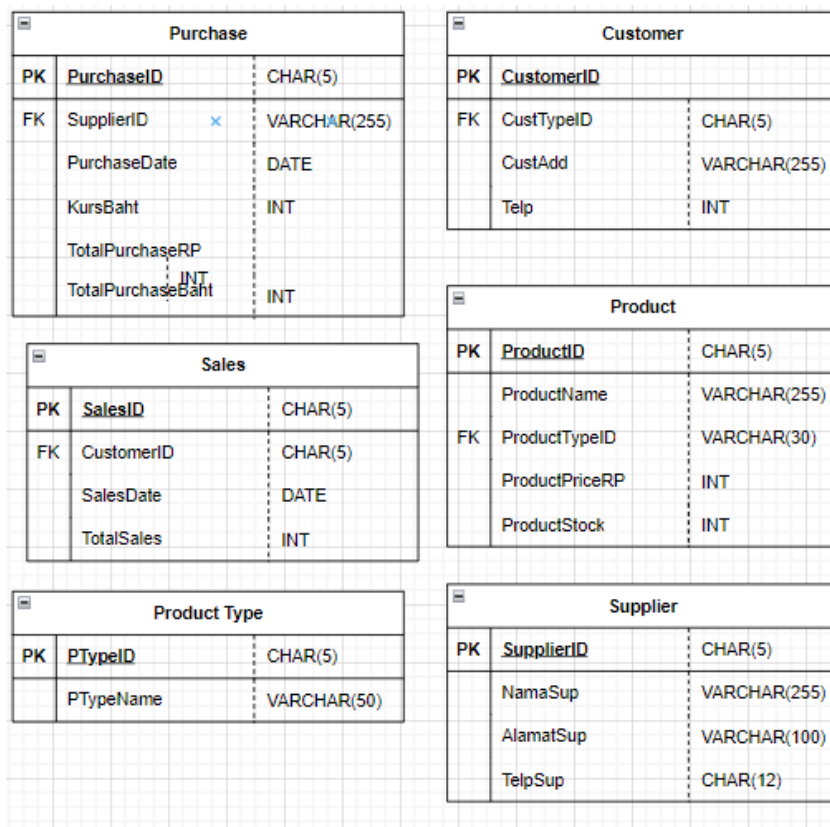 Purchase
PK PurchaseID CHAR(5)
FK SupplierID VARCHAR(255)
PurchaseDate DATE
KursBaht INT
TotalPurchaseRP
INT
TotalPurchaseBaht INT
Customer
PK CustomerID
FK CustTypeID CHAR(5)
CustAdd VARCHAR(255)
Telp INT
Sales
PK SalesID CHAR(5)
FK CustomerID CHAR(5)
SalesDate DATE
TotalSales INT
Product
PK ProductID CHAR(5)
ProductName VARCHAR(255)
FK ProductTypeID VARCHAR(30)
ProductPriceRP INT
ProductStock INT
Product Type
PK PTypeID CHAR(5)
PTypeName VARCHAR(50)
Supplier
PK SupplierID CHAR(5)
NamaSup VARCHAR(255)
AlamatSup VARCHAR(100)
TelpSup CHAR(12)